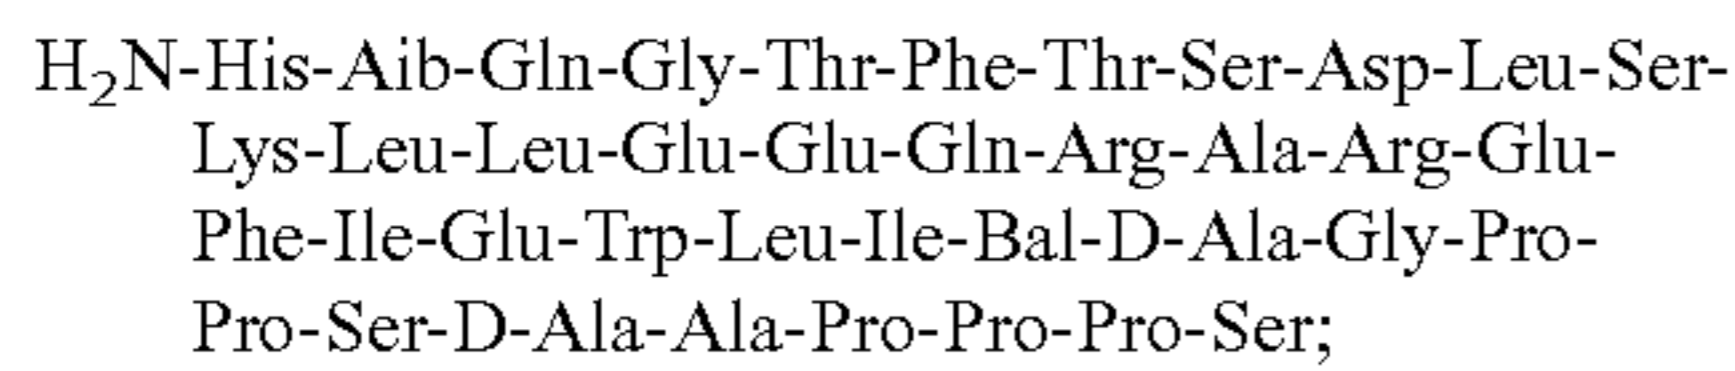 H₂N-His-Aib-Gln-Gly-Thr-Phe-Thr-Ser-Asp-Leu-Ser-
Lys-Leu-Leu-Glu-Glu-Gln-Arg-Ala-Arg-Glu-
Phe-Ile-Glu-Trp-Leu-Ile-Bal-D-Ala-Gly-Pro-
Pro-Ser-D-Ala-Ala-Pro-Pro-Pro-Ser;